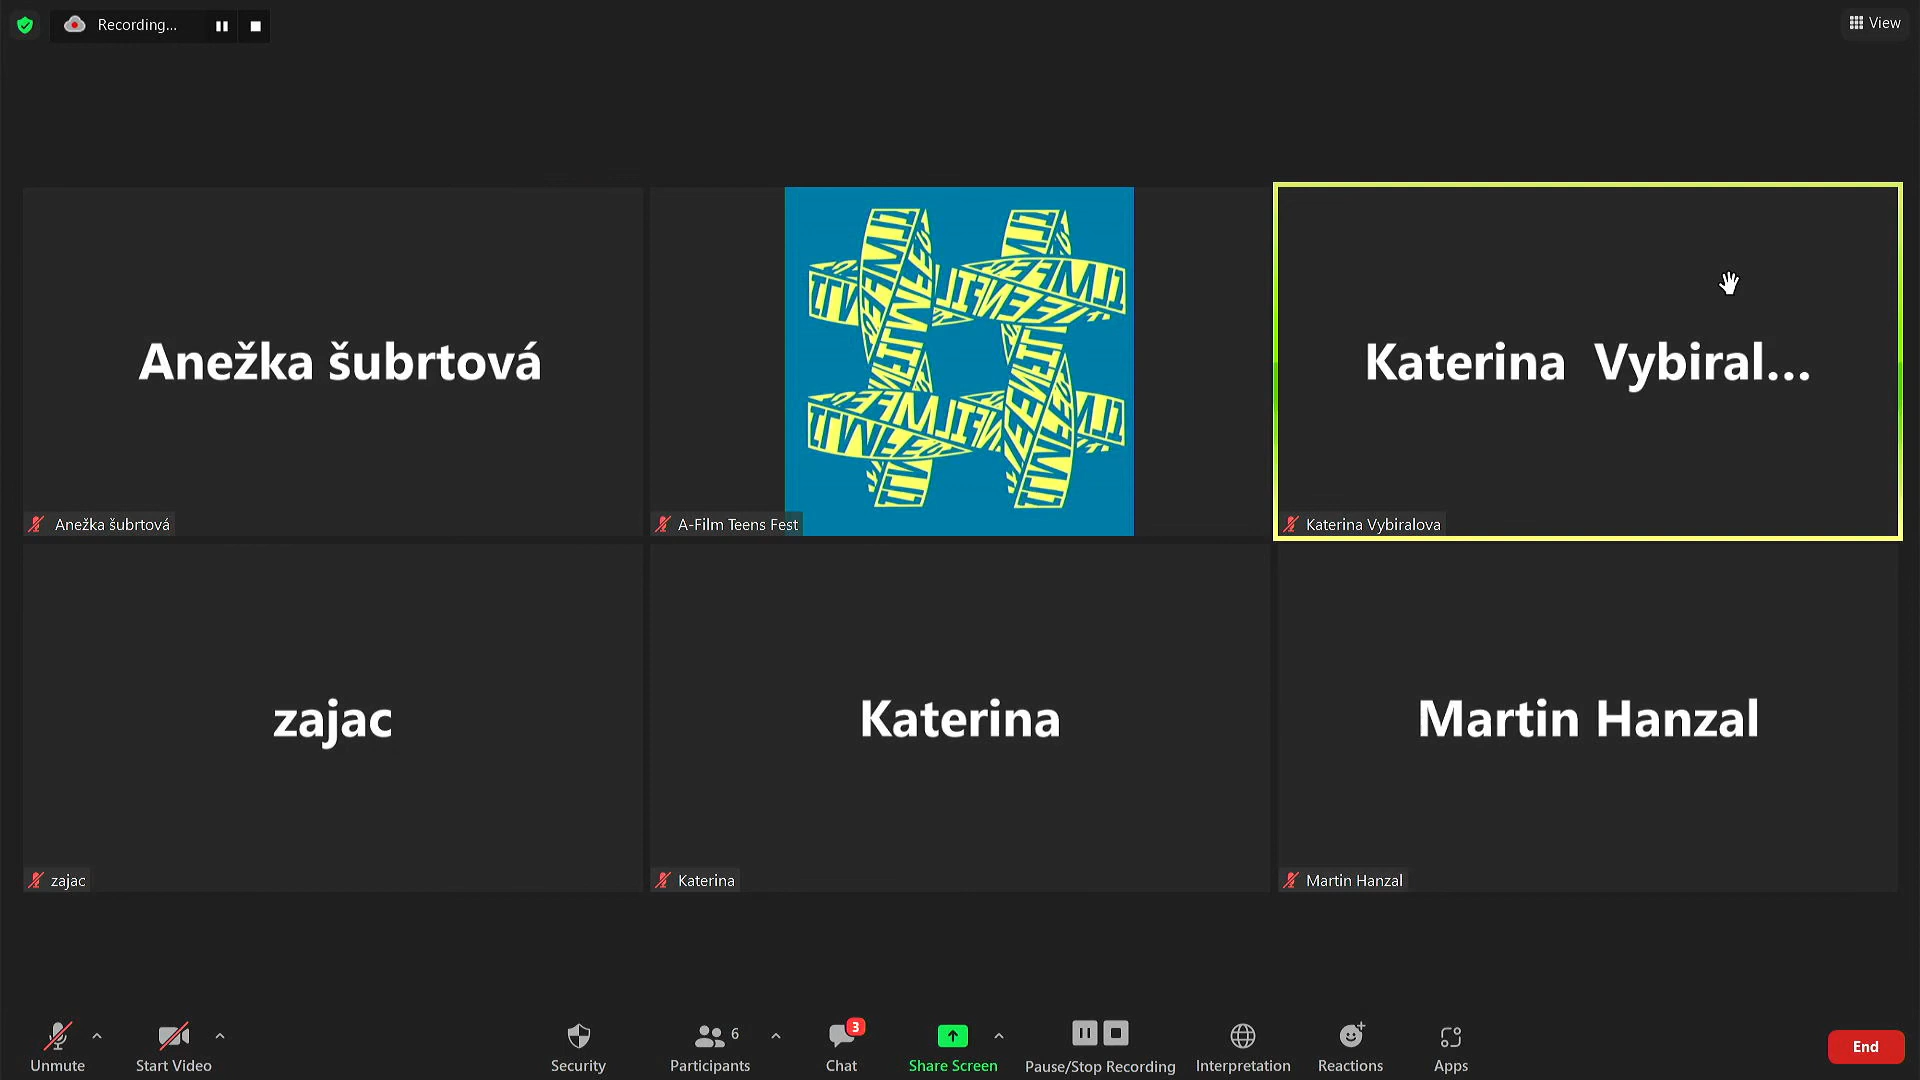 Recording...
View
Anežka šubrtová
Katerina Vybiral...
Anežka šubrtová
A-Film Teens Fest
Katerina Vybiralova
zajac
Katerina
Martin Hanzal
zajac
Katerina
Martin Hanzal
6
3
Unmute
Start Video
Security
Participants
Chat
Share Screen
Pause/Stop Recording
Interpretation
Reactions
Apps
End